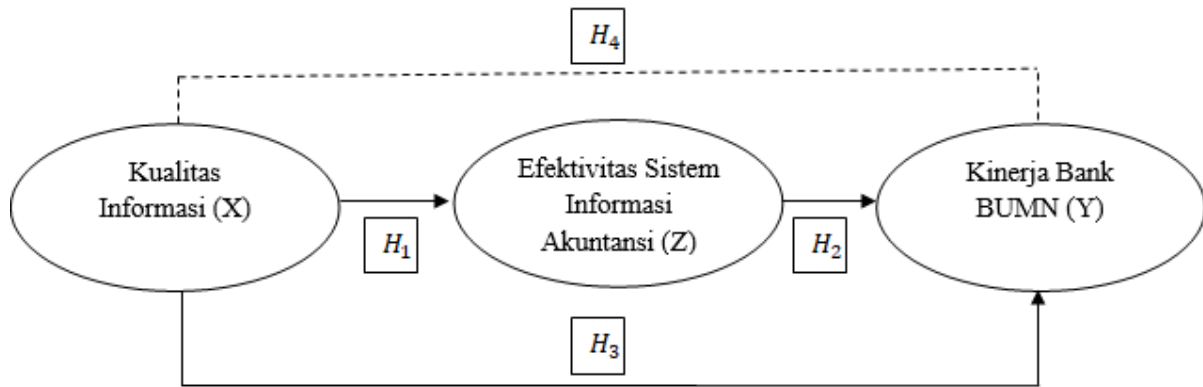 H₄
Kualitas
Informasi (X)
Efektivitas Sistem
Informasi
Akuntansi (Z)
Kinerja Bank
BUMN (Y)
H₁
H₂
H₃